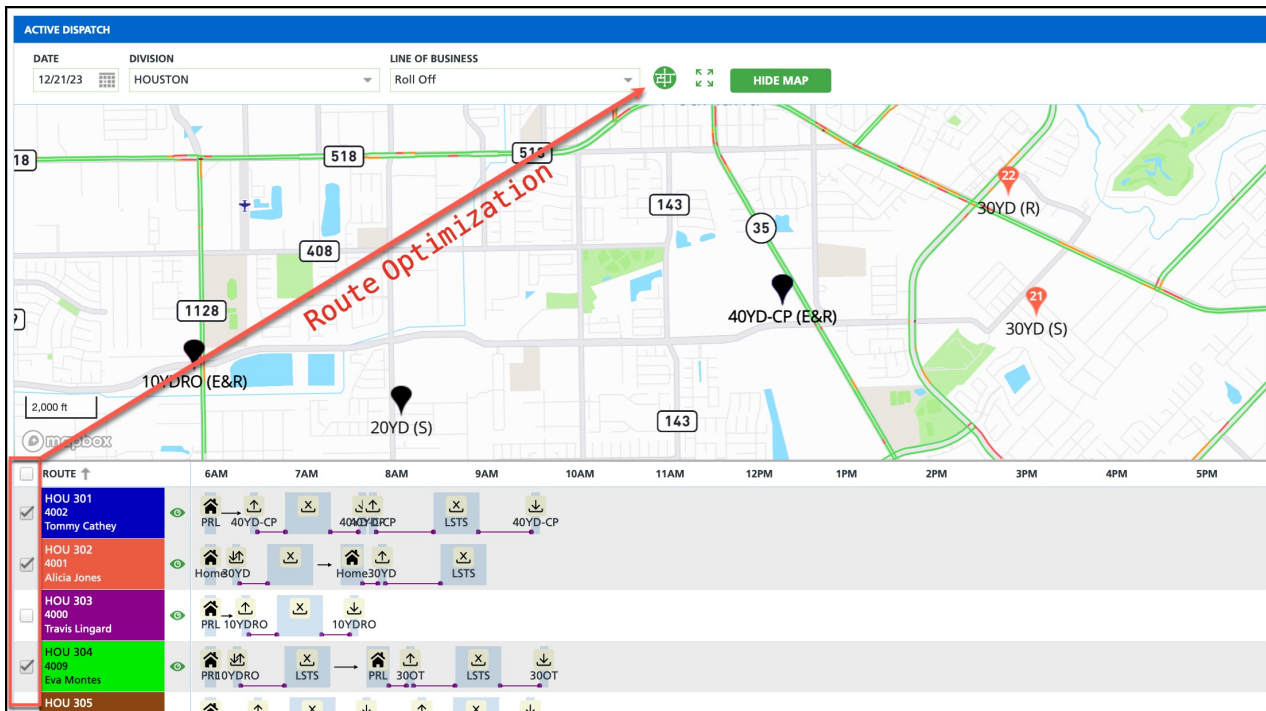 ACTIVE DISPATCH
DATE
DIVISION
LINE OF BUSINESS
12/21/23
HOUSTON
Roll Off
HIDE MAP
18
518
518
143
22
30YD (R)
35
408
1128
40YD-CP (E&R)
21
30YD (S)
Route Optimization
10YDRO (E&R)
2,000 ft
20YD (S)
143
mapbox
ROUTE
6AM 7AM 8AM 9AM 10AM 11AM 12PM 1PM 2PM 3PM 4PM 5PM
HOU 301
4002
Tommy Cathey
PRL 40YD-CP LSTS 40YD-CP
HOU 302
4001
Alicia Jones
Home 30YD Home 30YD LSTS
HOU 303
4000
Travis Lingard
PRL 10YDRO 10YDRO
HOU 304
4009
Eva Montes
PRL 10YDRO LSTS PRL 30OT LSTS 30OT
HOU 305